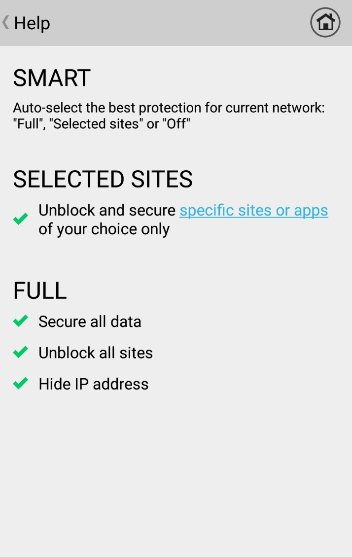 Help
SMART
Auto-select the best protection for current network:
"Full", "Selected sites" or "Off"
SELECTED SITES
Unblock and secure specific sites or apps
of your choice only
FULL
Secure all data
Unblock all sites
Hide IP address